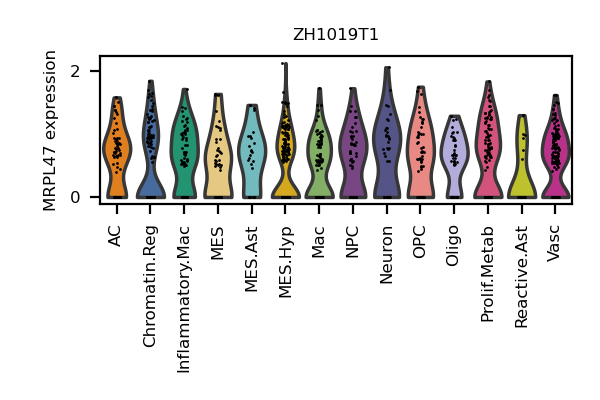 ZH1019T1
MRPL47 expression
2
0
AC
Chromatin.Reg
Inflammatory.Mac
MES
MES.Ast
MES.Hyp
Mac
NPC
Neuron
OPC
Oligo
Prolif.Metab
Reactive.Ast
Vasc